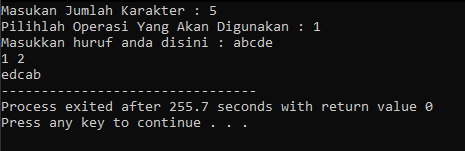 Masukan Jumlah Karakter : 5
Pilihlah Operasi Yang Akan Digunakan : 1
Masukkan huruf anda disini : abcde
1 2
edcab
--------------------------------
Process exited after 255.7 seconds with return value 0
Press any key to continue . . .